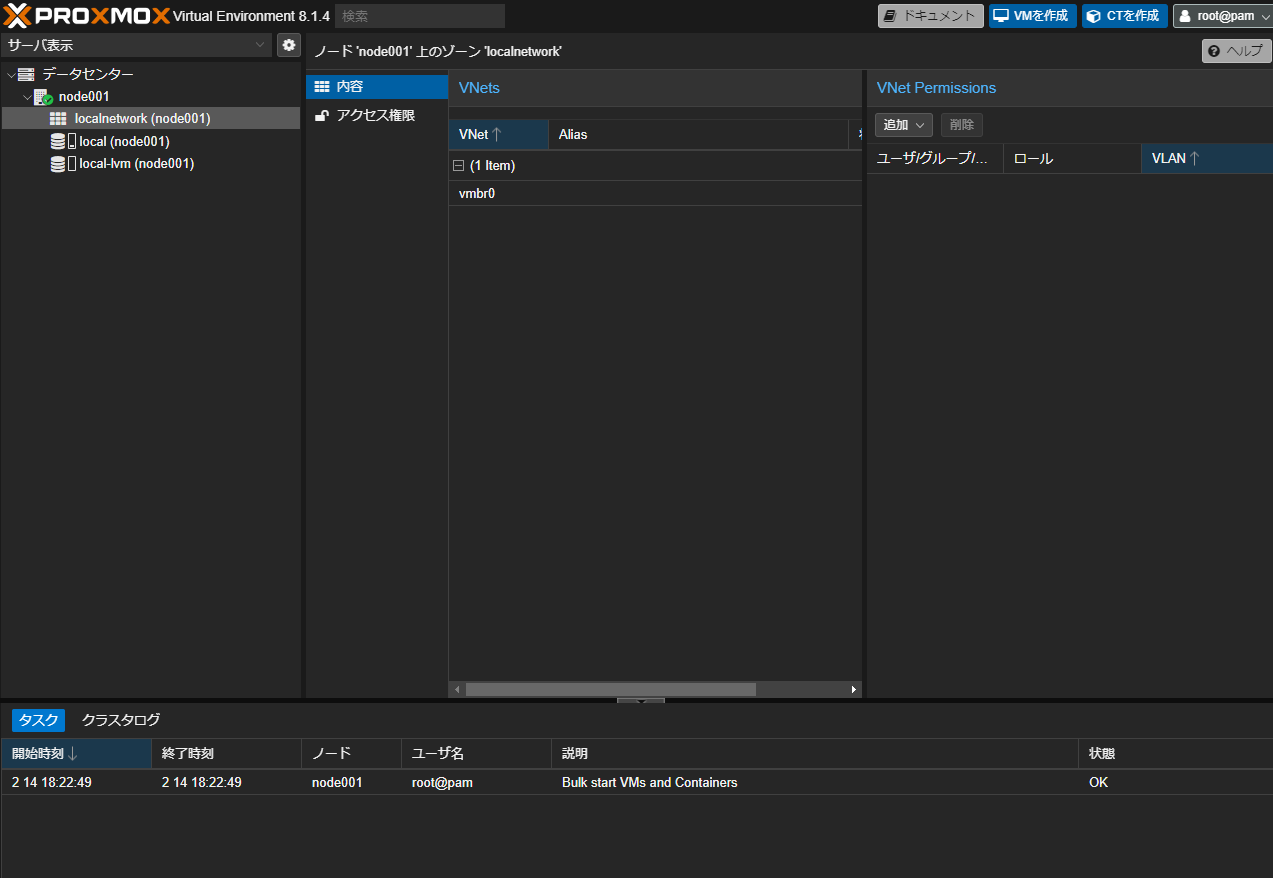 PROXMOX Virtual Environment 8.1.4 検索 ドキュメント VMを作成 CTを作成 root@pam
サーバ表示
ノード 'node001' 上のゾーン 'localnetwork' ヘルプ
データセンター
node001
localnetwork (node001)
local (node001)
local-lvm (node001)
内容
アクセス権限
VNets
VNet Alias
(1 Item)
vmbr0
VNet Permissions
追加 削除
ユーザ/グループ/... ロール VLAN
タスク クラスタログ
開始時刻 終了時刻 ノード ユーザ名 説明 状態
2 14 18:22:49 2 14 18:22:49 node001 root@pam Bulk start VMs and Containers OK